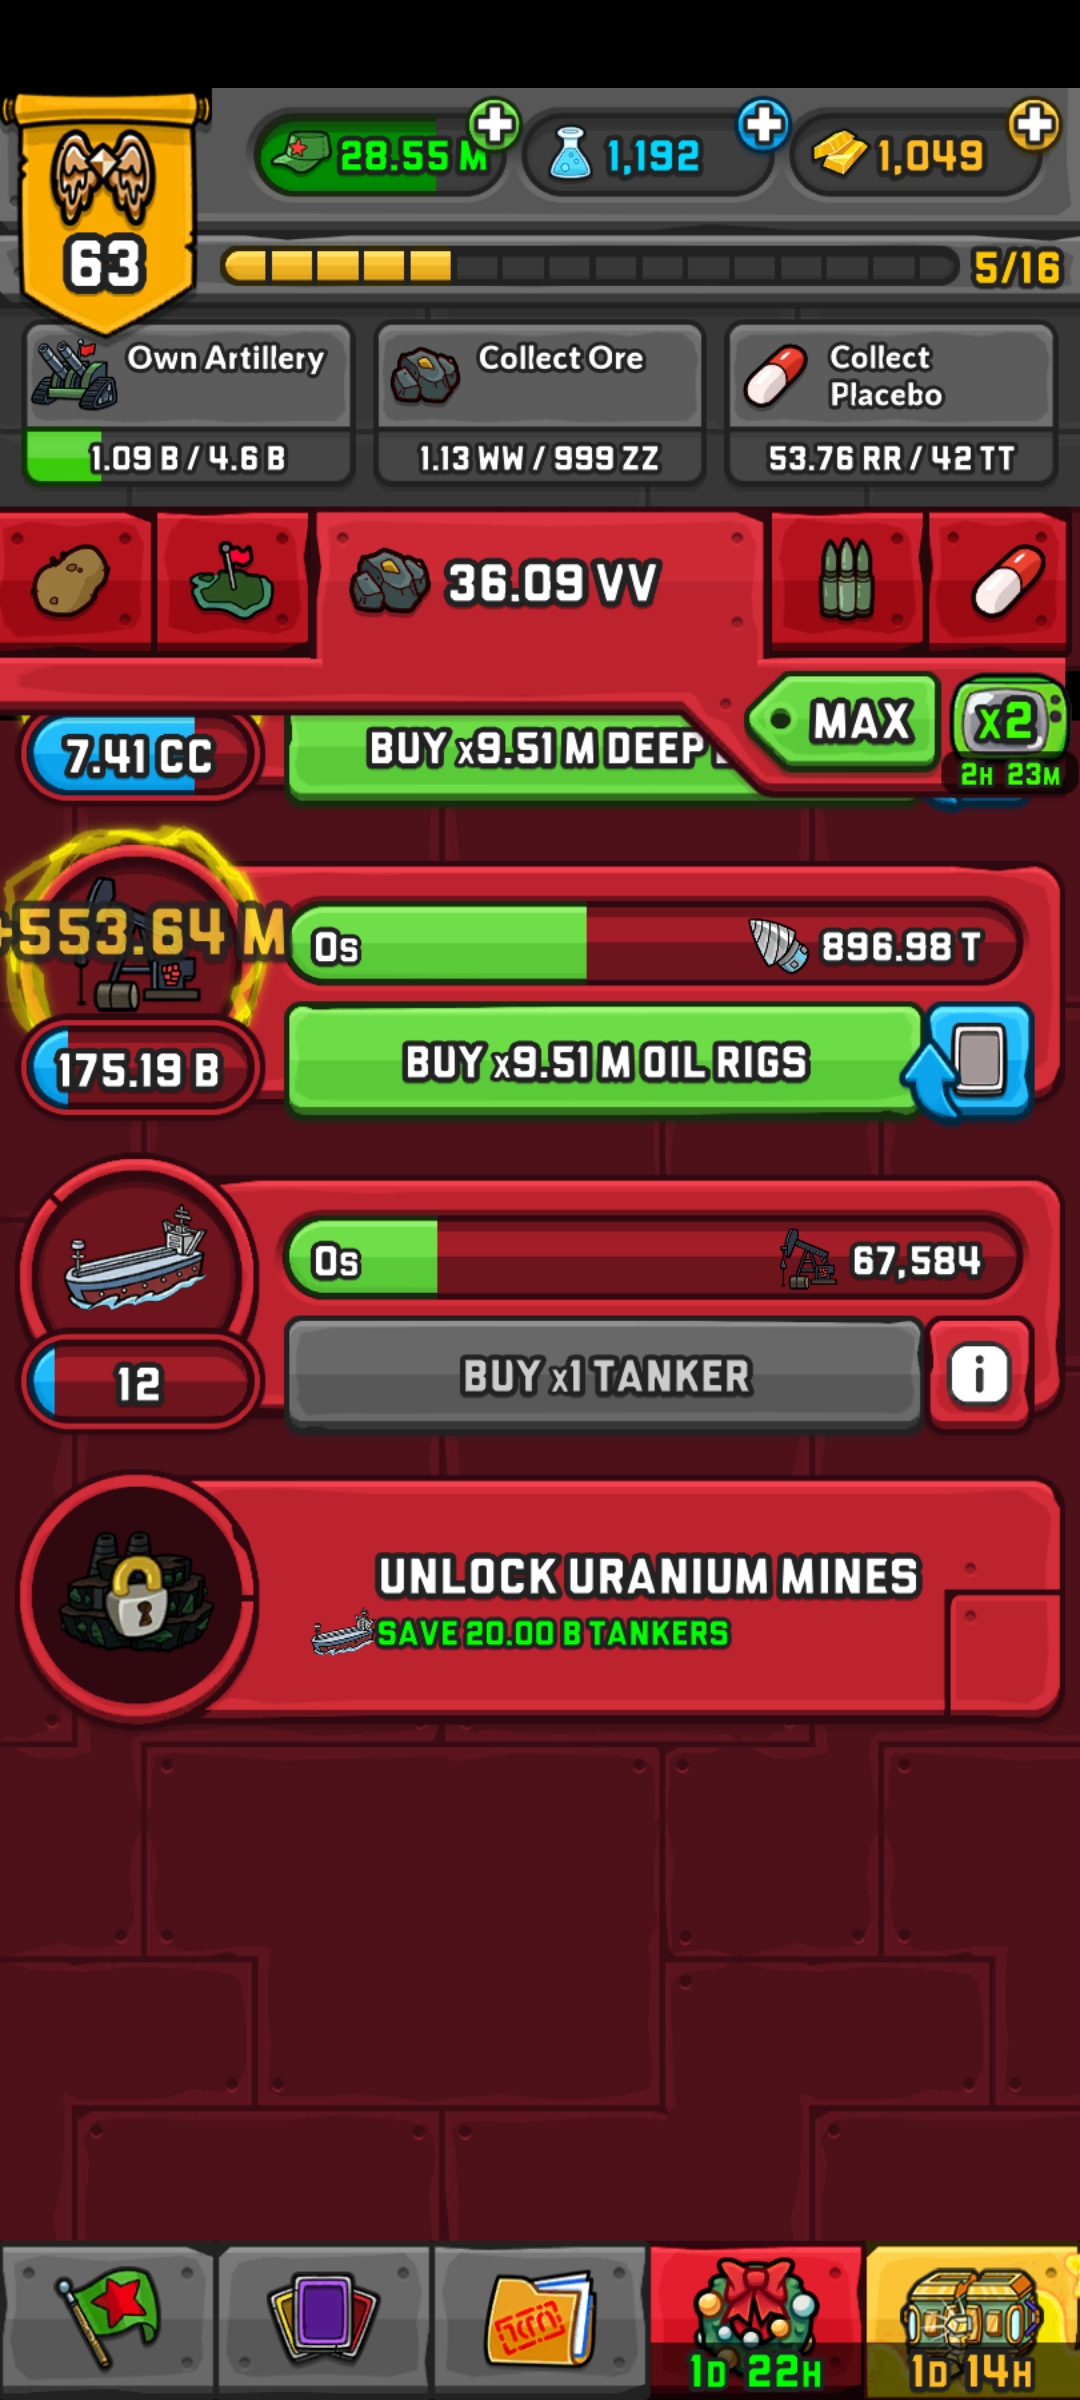 28.55 M
1,192
1,049
63
5/16
Own Artillery
1.09 B / 4.6 B
Collect Ore
1.13 WW / 999 ZZ
Collect
Placebo
53.76 RR / 42 TT
36.09 VV
MAX
x2
2H 23M
7.41 CC
BUY x9.51 M DEEP
+553.64 M
0s
896.98 T
175.19 B
BUY x9.51 M OIL RIGS
0s
67,584
12
BUY x1 TANKER
i
UNLOCK URANIUM MINES
SAVE 20.00 B TANKERS
1D 22H
1D 14H